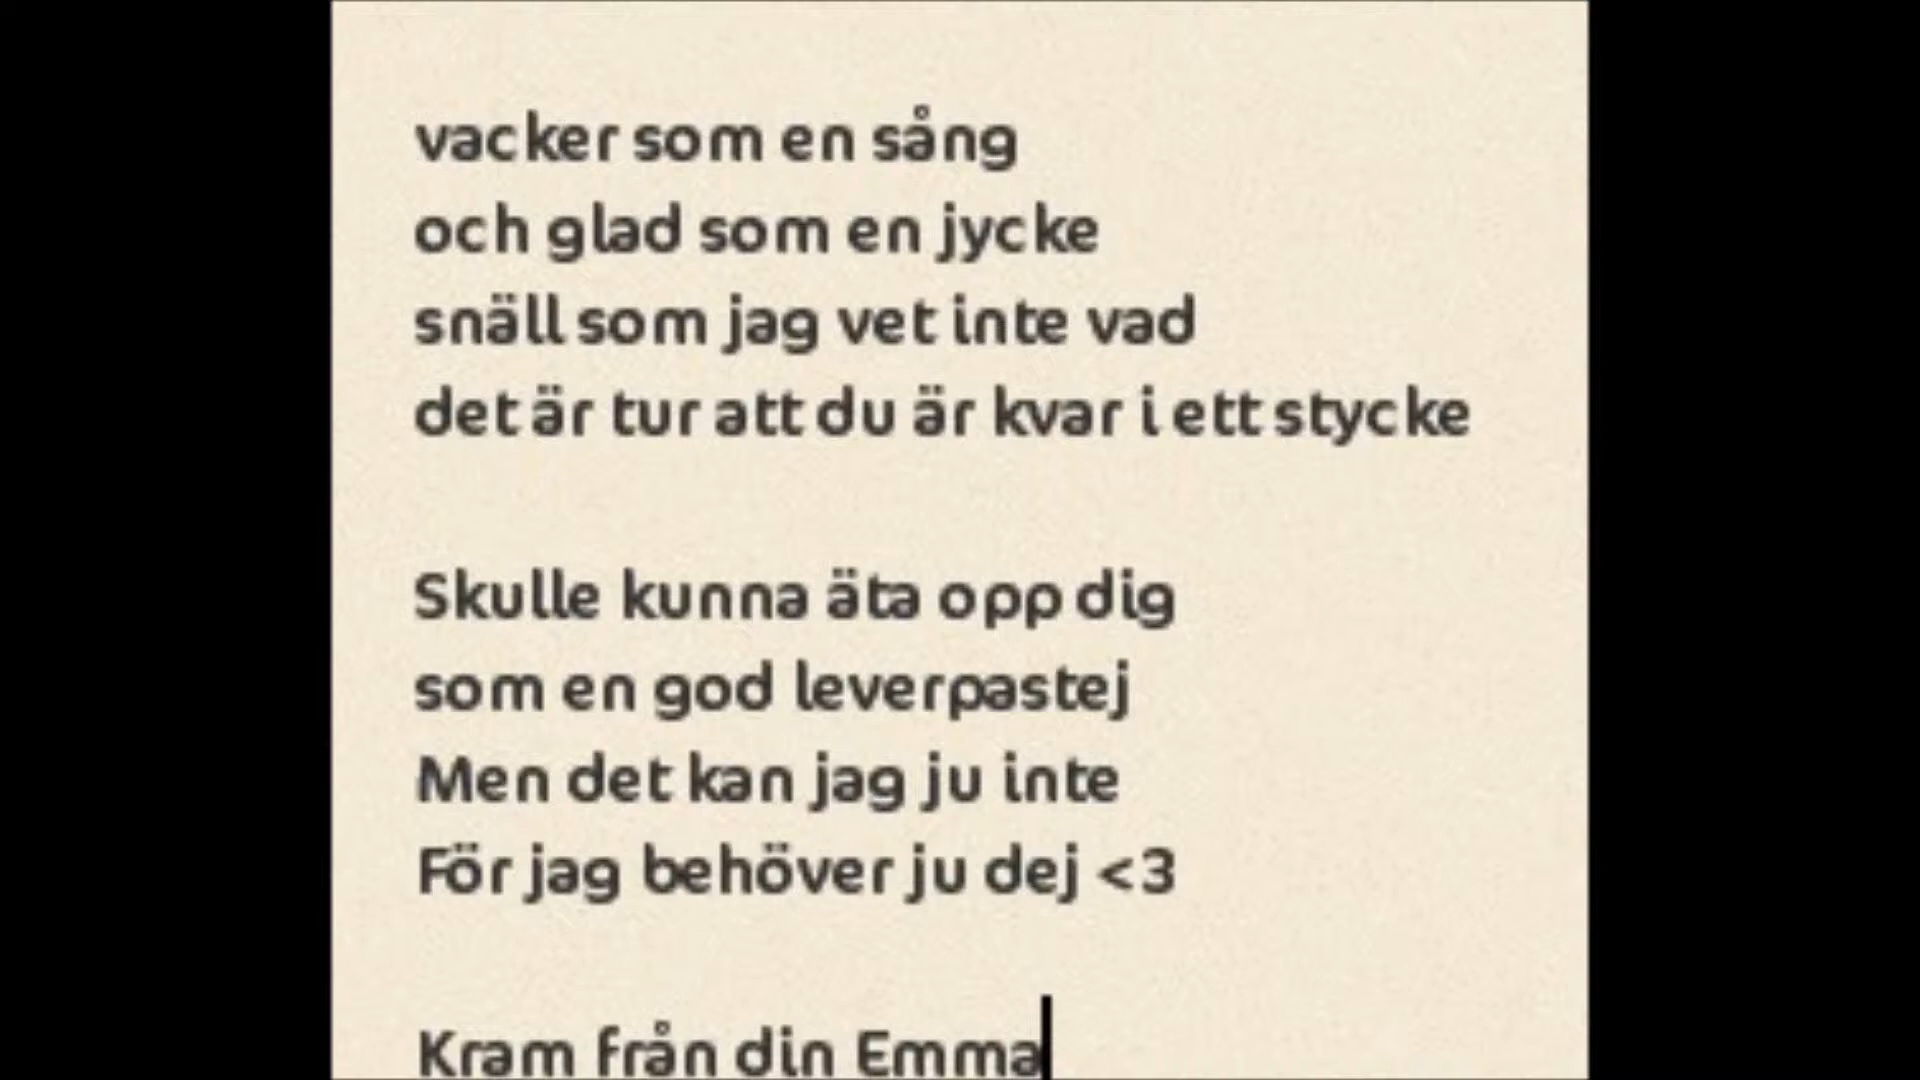 vacker som en sång
och glad som en jycke
snäll som jag vet inte vad
det är tur att du är kvar i ett stycke
Skulle kunna äta opp dig
som en god leverpastej
Men det kan jag ju inte
För jag behöver ju dej <3
Kram från din Emma